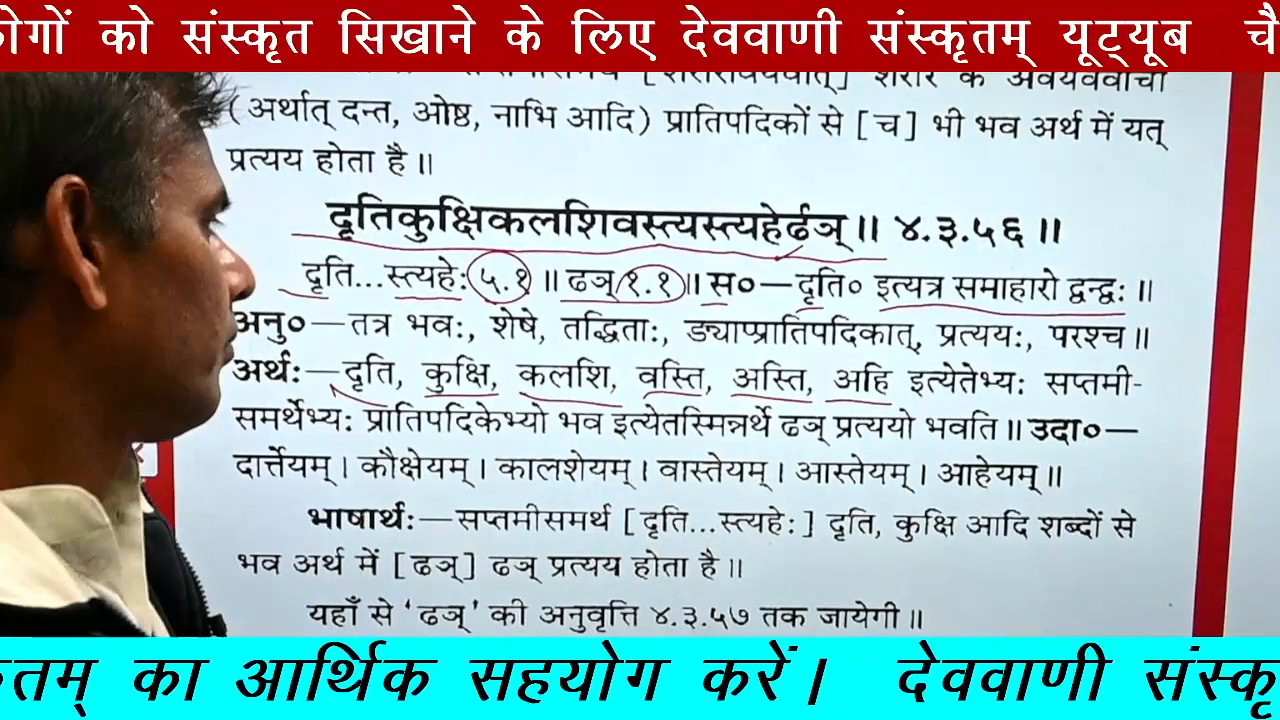 को संस्कृत सिखाने के लिए देववाणी संस्कृतम् यूट्यूब
शरीर के अवयववाची
(अर्थात् दन्त, ओष्ठ, नाभि आदि) प्रातिपदिकों से [च] भी भव अर्थ में यत्
प्रत्यय होता है ॥
दृतिकुक्षिकलशिवस्त्यस्त्यहेर्ढञ् ॥ ४.३.५६ ॥
दृति...स्त्यहेः ५.१ ॥ ढञ् १.१ ॥ स०—दृति० इत्यत्र समाहारो द्वन्द्वः ॥
अनु०—तत्र भवः, शेषे, तद्धिताः, ङ्याप्प्रातिपदिकात्, प्रत्ययः, परश्च ॥
अर्थः—दृति, कुक्षि, कलशि, वस्ति, अस्ति, अहि इत्येतेभ्यः सप्तमी-
समर्थेभ्यः प्रातिपदिकेभ्यो भव इत्येतस्मिन्नर्थे ढञ् प्रत्ययो भवति ॥ उदा०—
दार्त्तेयम् । कौक्षेयम् । कालशेयम् । वास्तेयम् । आस्तेयम् । आहेयम् ॥
भाषार्थः—सप्तमीसमर्थ [दृति...स्त्यहेः] दृति, कुक्षि आदि शब्दों से
भव अर्थ में [ढञ्] ढञ् प्रत्यय होता है ॥
यहाँ से 'ढञ्' की अनुवृत्ति ४.३.५७ तक जायेगी ॥
का आर्थिक सहयोग करें। देववाणी